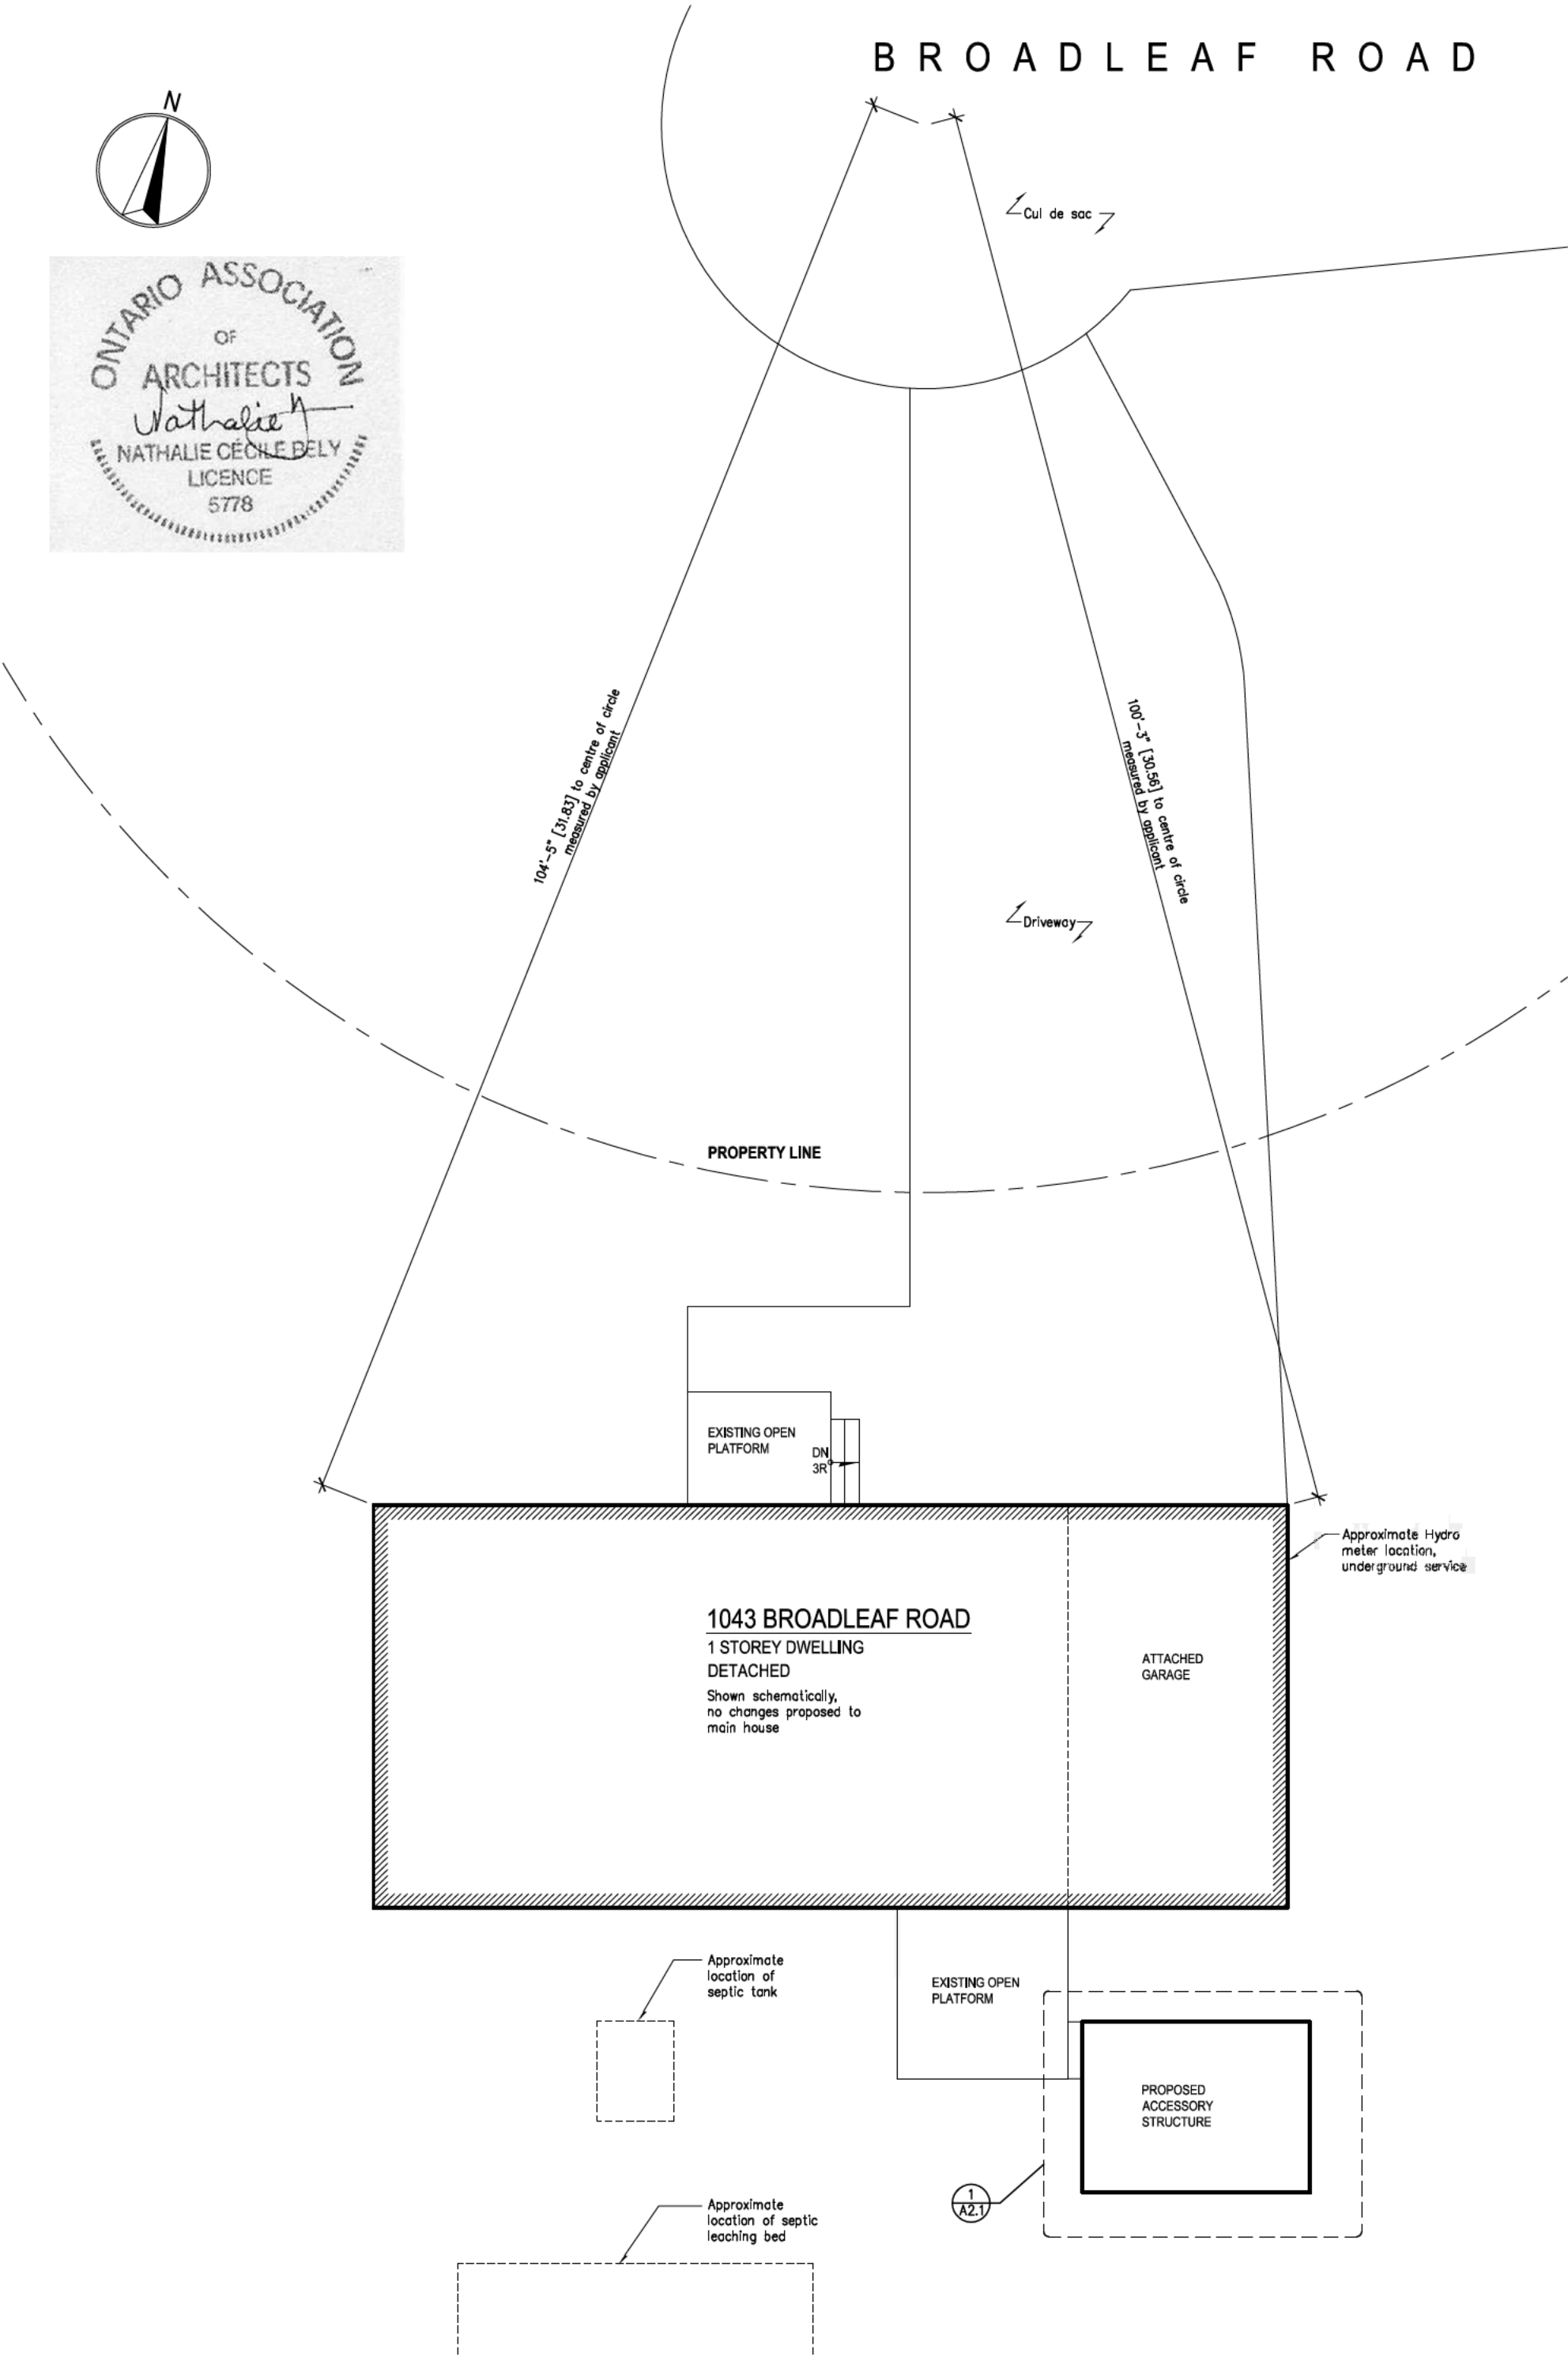 BROADLEAF ROAD
N
Cul de sac
ONTARIO ASSOCIATION
OF
ARCHITECTS
NATHALIE CÉCILE BELY
LICENCE
5778
104'-5" [31.83] to centre of circle
measured by applicant
100'-3" [30.56] to centre of circle
measured by applicant
Driveway
PROPERTY LINE
EXISTING OPEN
PLATFORM
DN
3R
Approximate Hydro
meter location,
underground service
1043 BROADLEAF ROAD
1 STOREY DWELLING
DETACHED
Shown schematically,
no changes proposed to
main house
ATTACHED
GARAGE
Approximate
location of
septic tank
EXISTING OPEN
PLATFORM
PROPOSED
ACCESSORY
STRUCTURE
1
A2.1
Approximate
location of septic
leaching bed